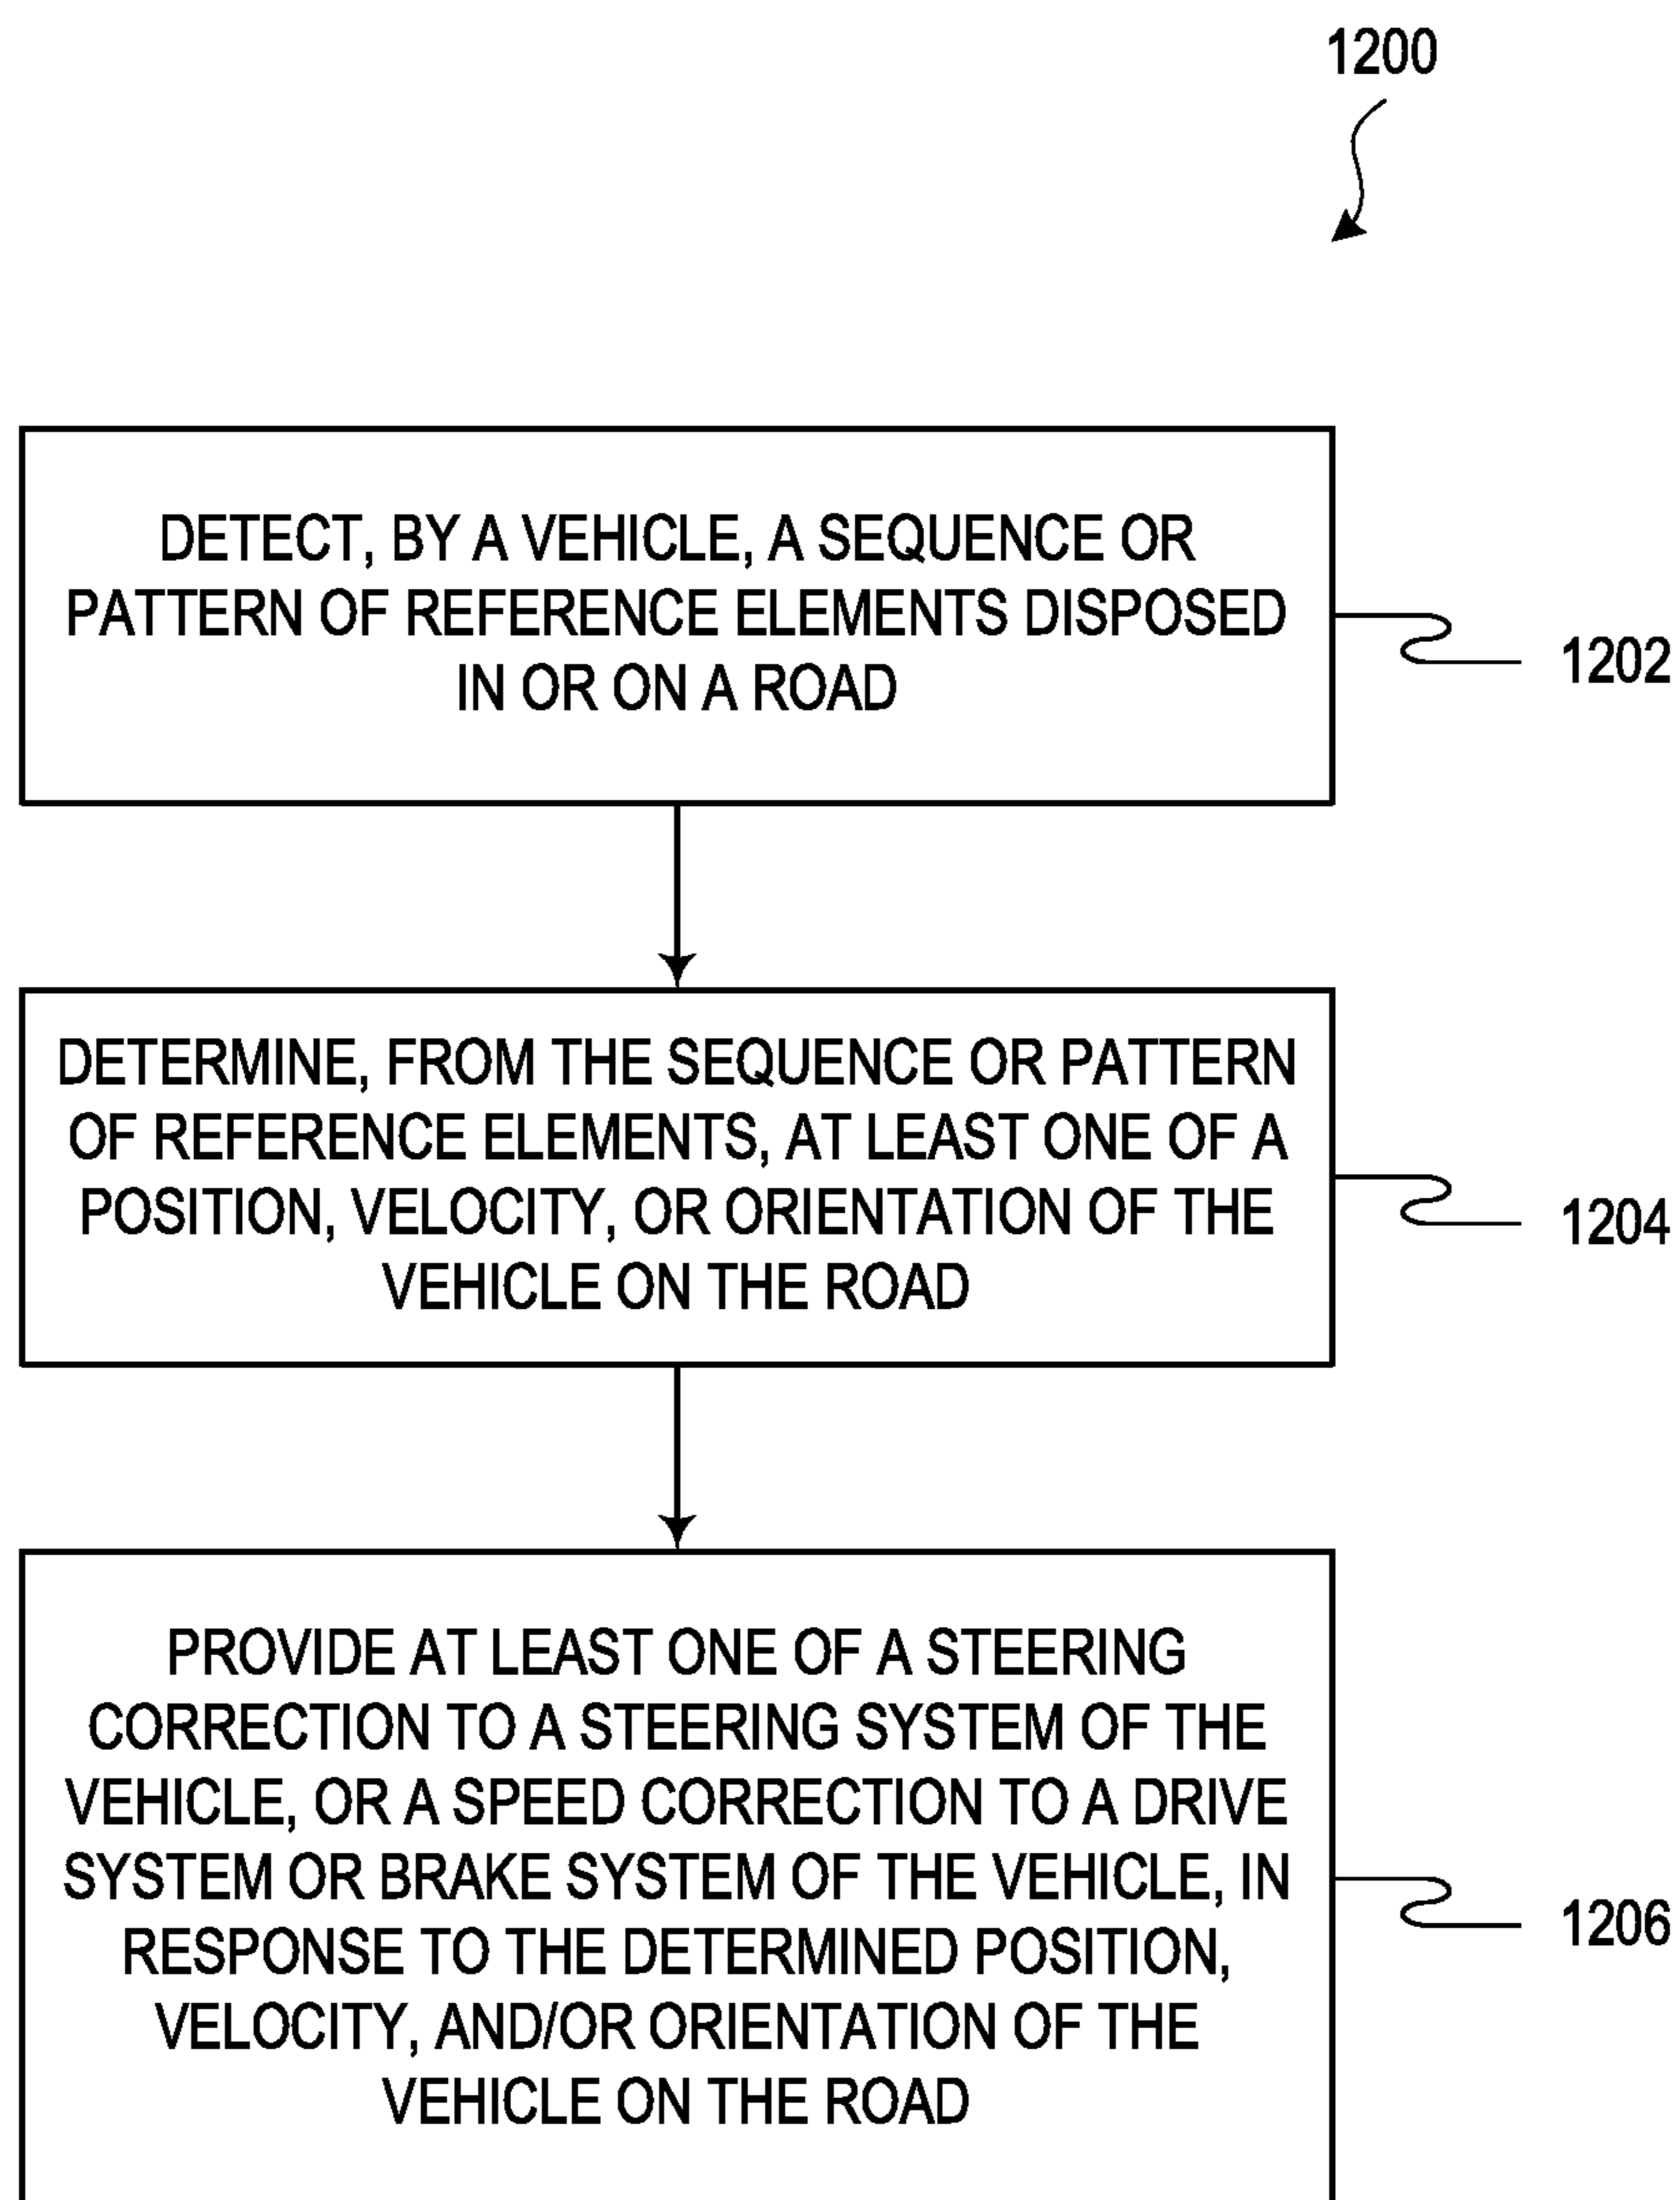 1200
DETECT, BY A VEHICLE, A SEQUENCE OR
PATTERN OF REFERENCE ELEMENTS DISPOSED
IN OR ON A ROAD
1202
DETERMINE, FROM THE SEQUENCE OR PATTERN
OF REFERENCE ELEMENTS, AT LEAST ONE OF A
POSITION, VELOCITY, OR ORIENTATION OF THE
VEHICLE ON THE ROAD
1204
PROVIDE AT LEAST ONE OF A STEERING
CORRECTION TO A STEERING SYSTEM OF THE
VEHICLE, OR A SPEED CORRECTION TO A DRIVE
SYSTEM OR BRAKE SYSTEM OF THE VEHICLE, IN
RESPONSE TO THE DETERMINED POSITION,
VELOCITY, AND/OR ORIENTATION OF THE
VEHICLE ON THE ROAD
1206